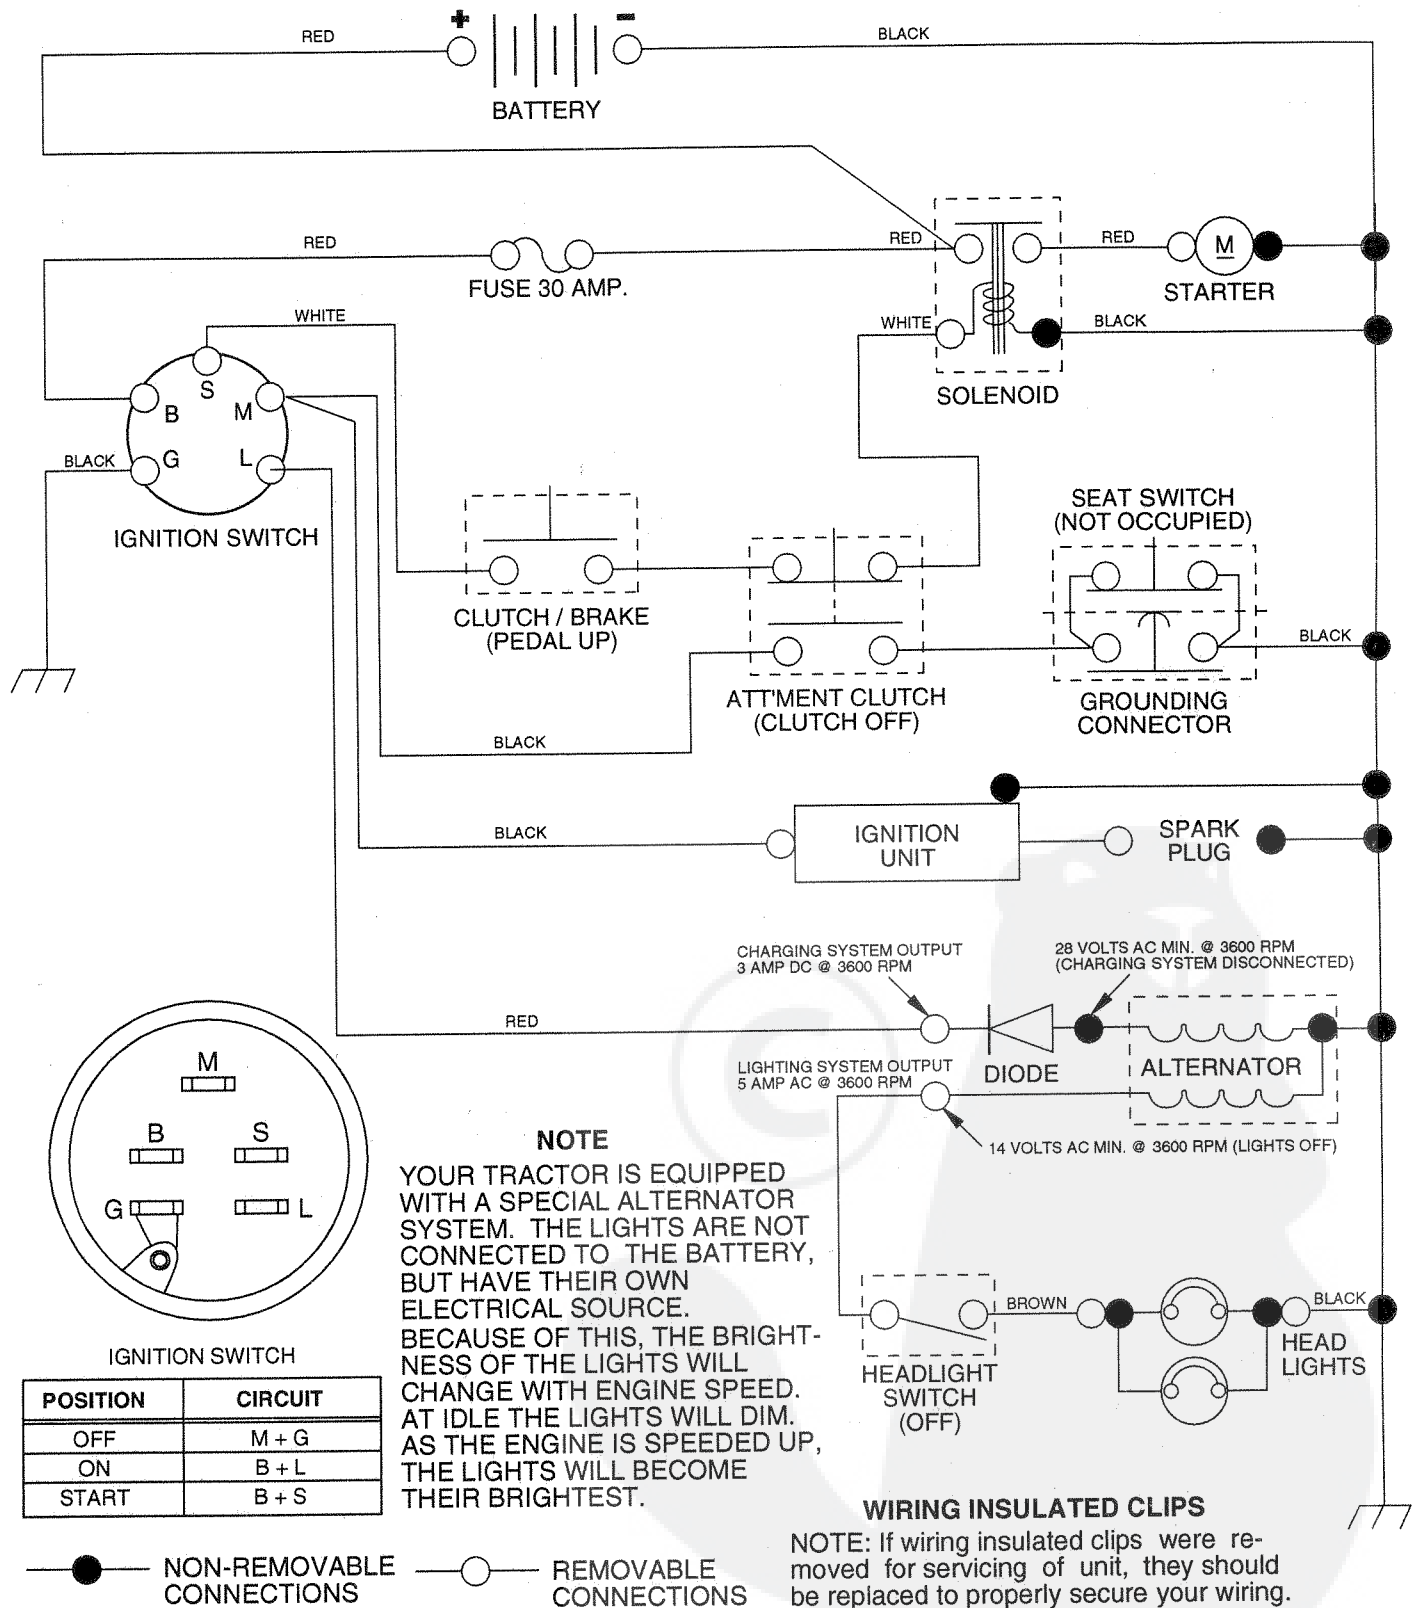 + −
RED
BLACK
BATTERY
RED
RED
RED
M
FUSE 30 AMP.
STARTER
WHITE
WHITE
BLACK
SOLENOID
S
B
M
G
L
BLACK
IGNITION SWITCH
SEAT SWITCH
(NOT OCCUPIED)
CLUTCH / BRAKE
(PEDAL UP)
BLACK
ATT'MENT CLUTCH
(CLUTCH OFF)
GROUNDING
CONNECTOR
BLACK
BLACK
IGNITION
UNIT
SPARK
PLUG
CHARGING SYSTEM OUTPUT
3 AMP DC @ 3600 RPM
28 VOLTS AC MIN. @ 3600 RPM
(CHARGING SYSTEM DISCONNECTED)
RED
DIODE
ALTERNATOR
LIGHTING SYSTEM OUTPUT
5 AMP AC @ 3600 RPM
14 VOLTS AC MIN. @ 3600 RPM (LIGHTS OFF)
M
B
S
G
L
IGNITION SWITCH
NOTE
YOUR TRACTOR IS EQUIPPED
WITH A SPECIAL ALTERNATOR
SYSTEM. THE LIGHTS ARE NOT
CONNECTED TO THE BATTERY,
BUT HAVE THEIR OWN
ELECTRICAL SOURCE.
BECAUSE OF THIS, THE BRIGHT-
NESS OF THE LIGHTS WILL
CHANGE WITH ENGINE SPEED.
AT IDLE THE LIGHTS WILL DIM.
AS THE ENGINE IS SPEEDED UP,
THE LIGHTS WILL BECOME
THEIR BRIGHTEST.
BROWN
BLACK
HEADLIGHT
SWITCH
(OFF)
HEAD
LIGHTS
POSITION CIRCUIT
OFF M + G
ON B + L
START B + S
NON-REMOVABLE
CONNECTIONS
REMOVABLE
CONNECTIONS
WIRING INSULATED CLIPS
NOTE: If wiring insulated clips were re-
moved for servicing of unit, they should
be replaced to properly secure your wiring.
©